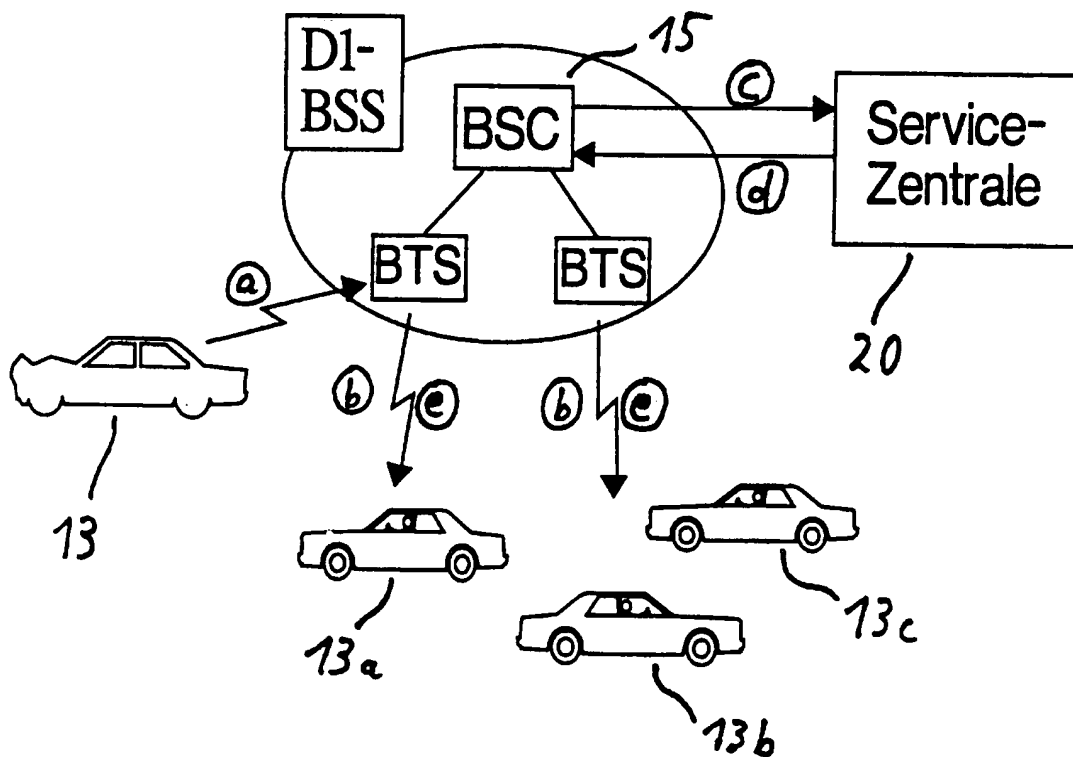 D1-
BSS
15
BSC
c
Service-
Zentrale
d
BTS
BTS
a
20
b
e
b
e
13
13a
13c
13b